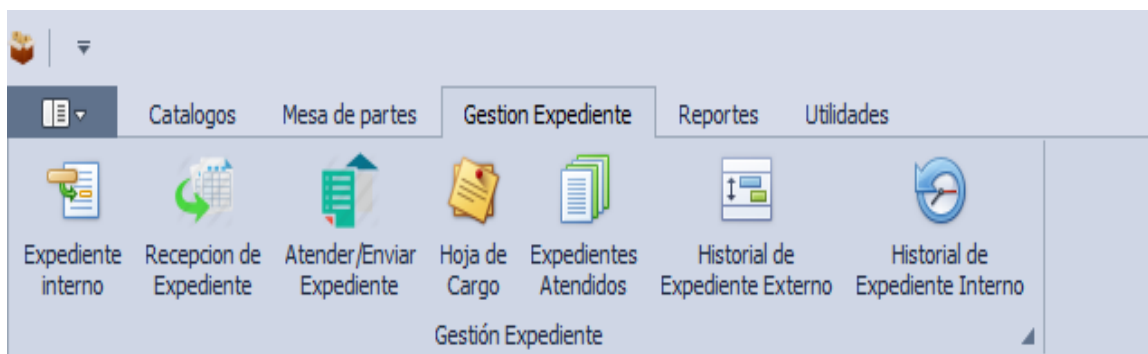 Catalogos Mesa de partes Gestion Expediente Reportes Utilidades
Expediente interno
Recepcion de Expediente
Atender/Enviar Expediente
Hoja de Cargo
Expedientes Atendidos
Historial de Expediente Externo
Historial de Expediente Interno
Gestión Expediente